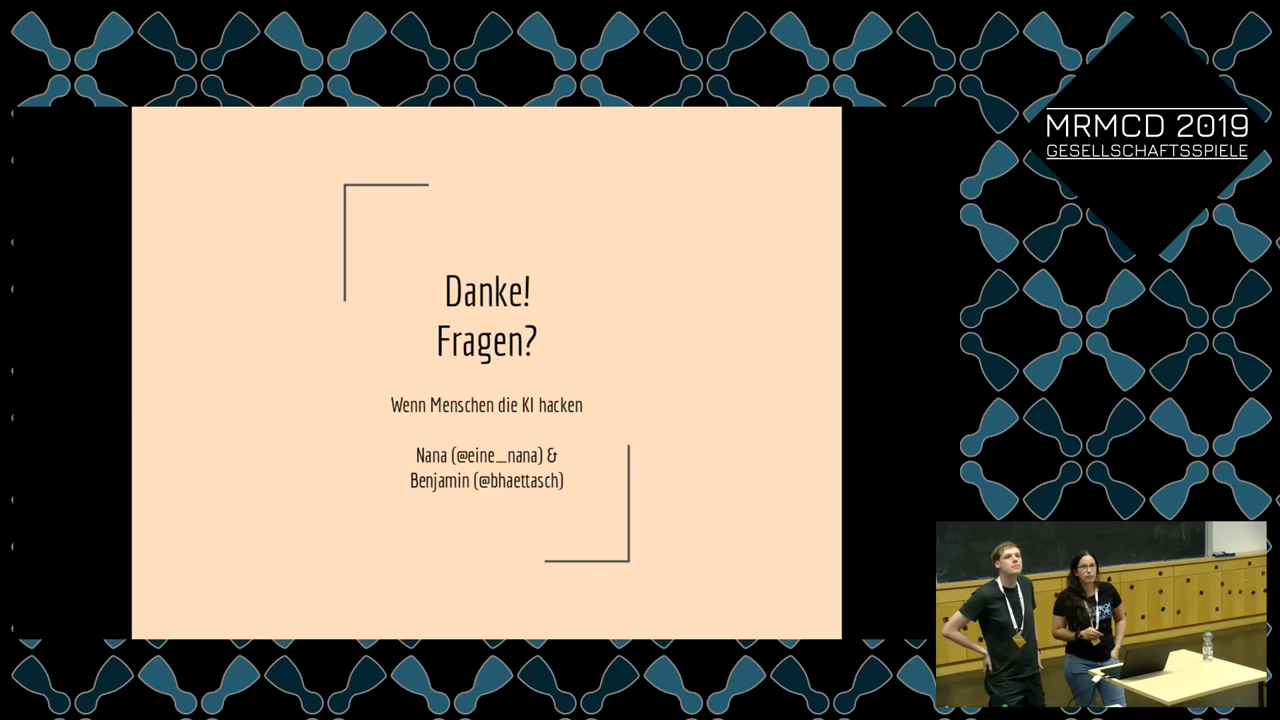 MRMCD 2019
GESELLSCHAFTSSPIELE
Danke!
Fragen?
Wenn Menschen die KI hacken
Nana (@eine_nana) &
Benjamin (@bhaettasch)